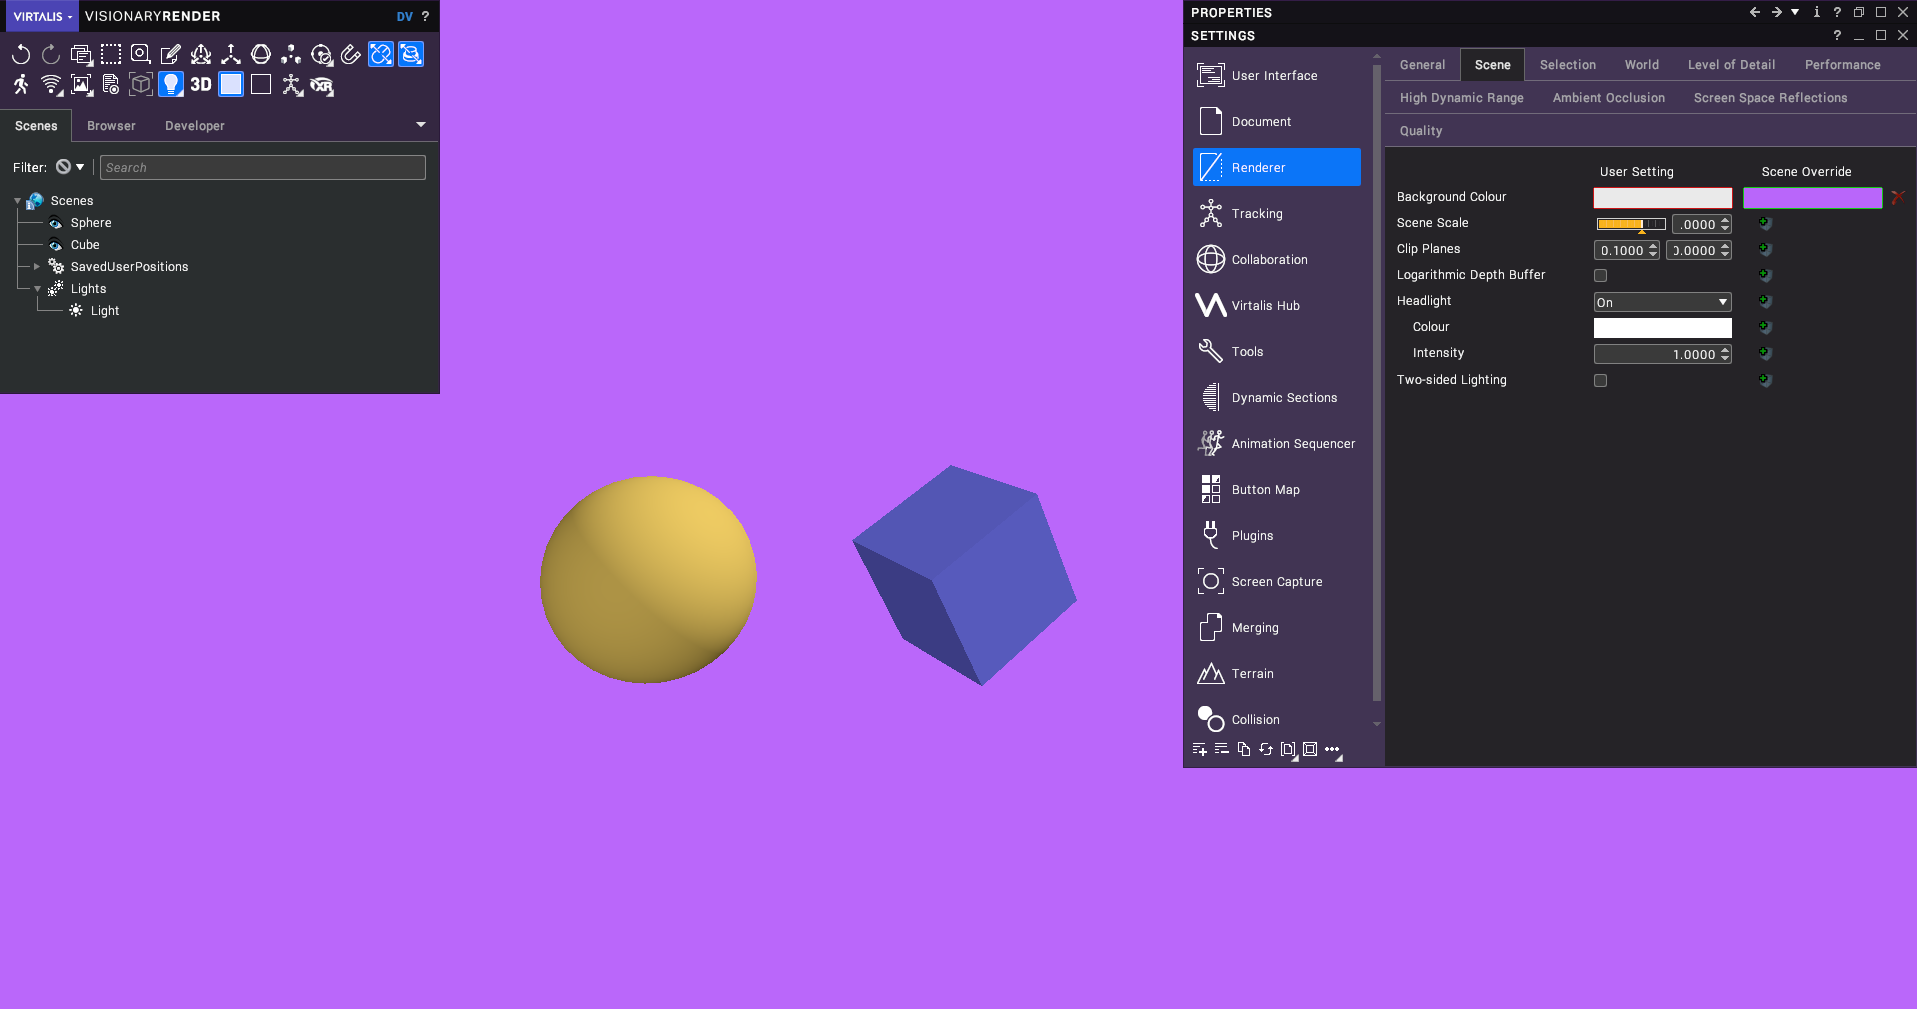 VIRTALIS VISIONARYRENDER DV ?
3D XR
Scenes Browser Developer
Filter: Search
Scenes
Sphere
Cube
SavedUserPositions
Lights
Light
PROPERTIES
SETTINGS
User Interface
Document
Renderer
Tracking
Collaboration
Virtalis Hub
Tools
Dynamic Sections
Animation Sequencer
Button Map
Plugins
Screen Capture
Merging
Terrain
Collision
General Scene Selection World Level of Detail Performance
High Dynamic Range Ambient Occlusion Screen Space Reflections
Quality
User Setting Scene Override
Background Colour
Scene Scale .0000
Clip Planes 0.1000 0.0000
Logarithmic Depth Buffer
Headlight On
Colour
Intensity 1.0000
Two-sided Lighting